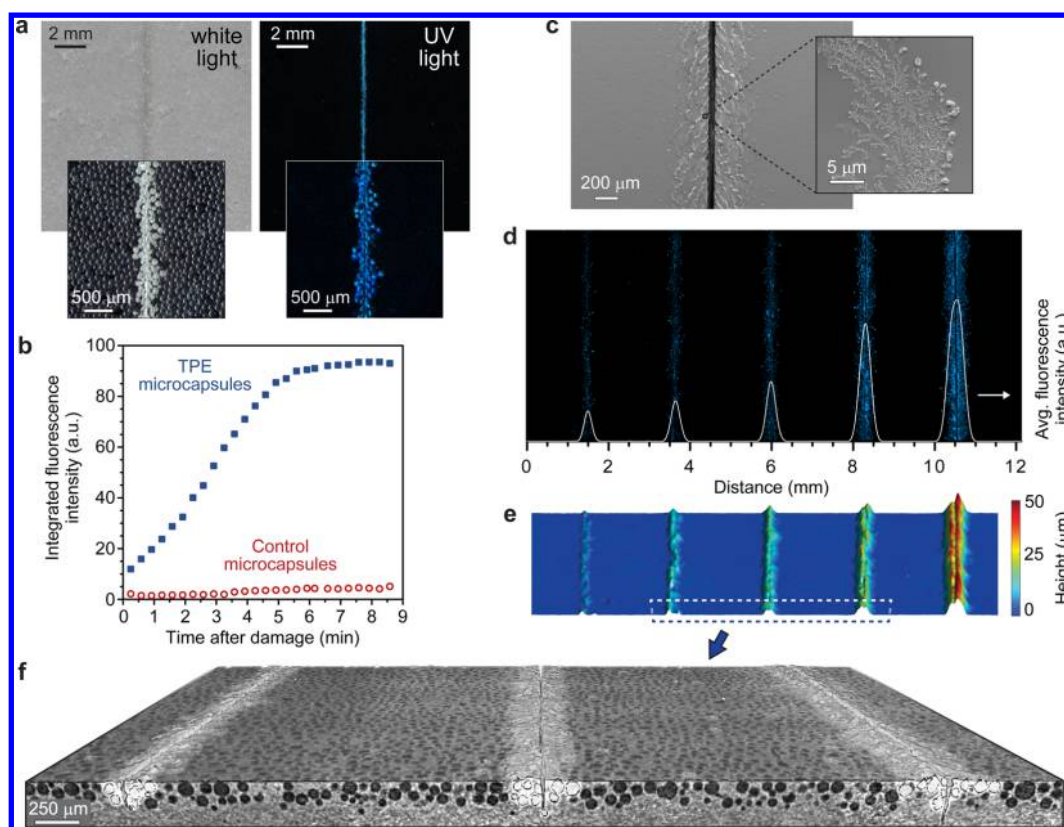 a
2 mm
white
light
500 μm
2 mm
UV
light
500 μm
b
100
80
60
40
20
0
Integrated fluorescence
intensity (a.u.)
TPE
microcapsules
Control
microcapsules
0 1 2 3 4 5 6 7 8 9
Time after damage (min)
c
200 μm
5 μm
d
Avg. fluorescence
intensity (a.u.)
0 2 4 6 8 10 12
Distance (mm)
e
50
25
0
Height (μm)
f
250 μm